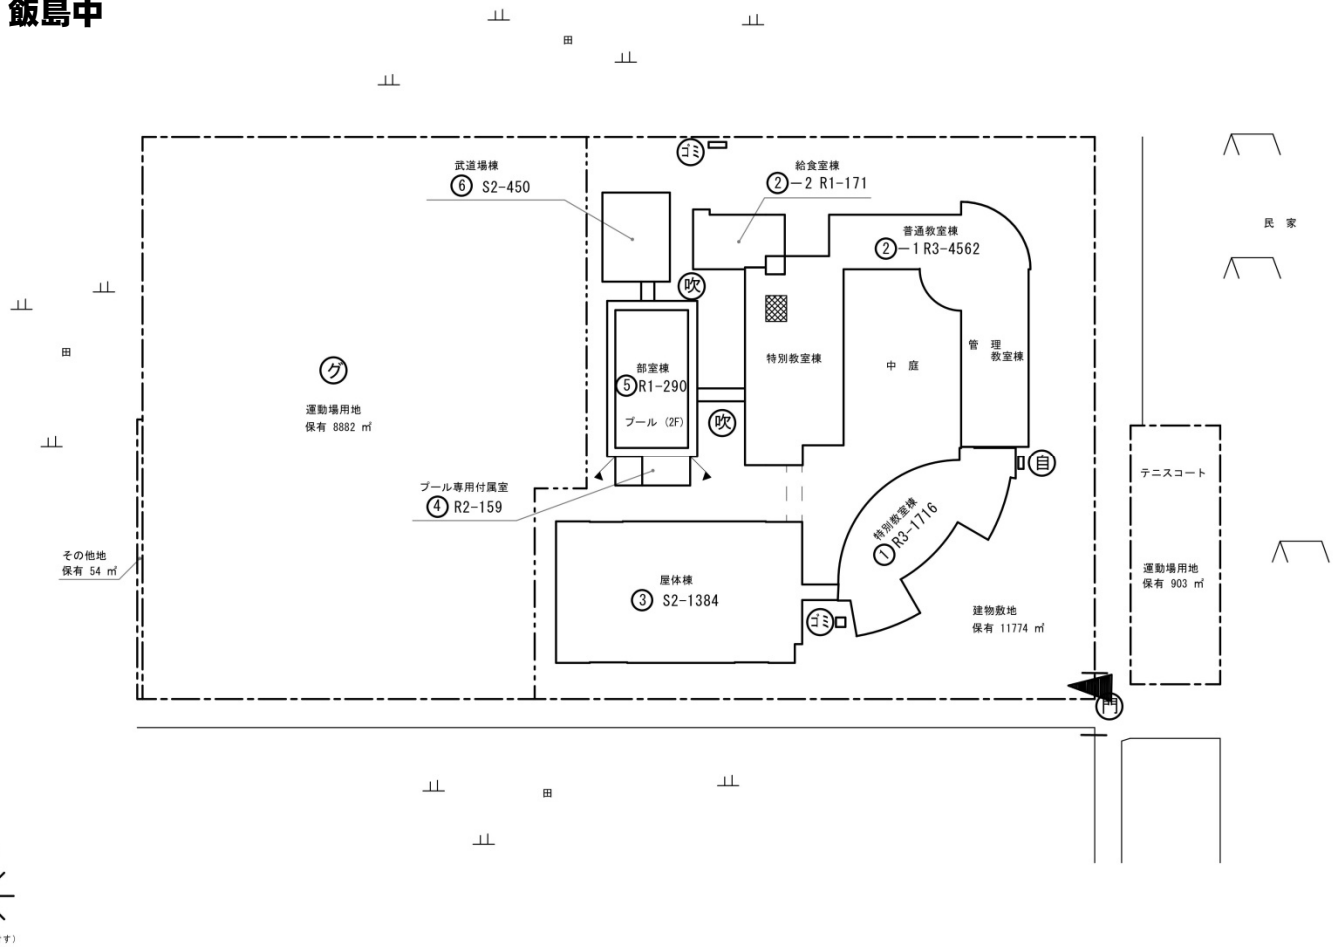 飯島中
田
ゴミ
武道場棟
⑥ S2-450
給食室棟
②-2 R1-171
普通教室棟
②-1 R3-4562
民 家
吹
田
特別教室棟
中 庭
管 理
教室棟
グ
部室棟
⑤R1-290
プール (2F)
運動場用地
保有 8882 ㎡
吹
自
テニスコート
プール専用付属室
④ R2-159
特別教室棟
① R3-1716
その他地
保有 54 ㎡
屋体棟
③ S2-1384
運動場用地
保有 903 ㎡
ゴミ
建物敷地
保有 11774 ㎡
門
田
す)